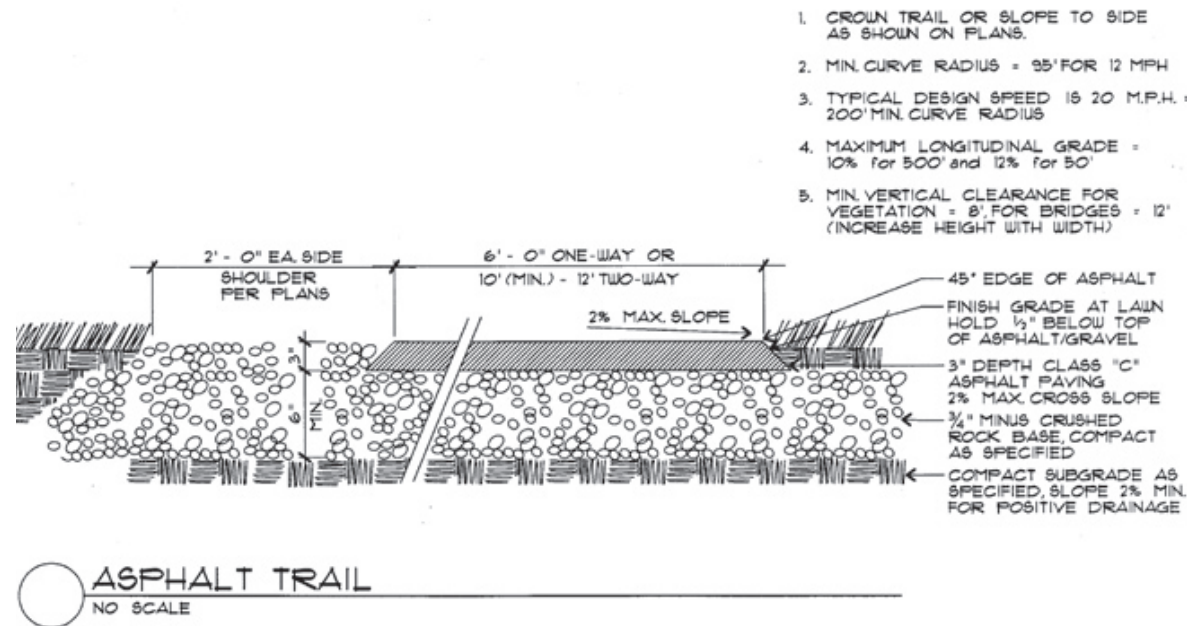 1. CROWN TRAIL OR SLOPE TO SIDE
AS SHOWN ON PLANS.
2. MIN. CURVE RADIUS = 95' FOR 12 MPH
3. TYPICAL DESIGN SPEED IS 20 M.P.H. =
200' MIN. CURVE RADIUS
4. MAXIMUM LONGITUDINAL GRADE =
10% for 500' and 12% for 50'
5. MIN. VERTICAL CLEARANCE FOR
VEGETATION = 8', FOR BRIDGES = 12'
(INCREASE HEIGHT WITH WIDTH)
2' - 0" EA. SIDE
SHOULDER
PER PLANS
6' - 0" ONE-WAY OR
10' (MIN.) - 12' TWO-WAY
2% MAX. SLOPE
3"
6"
MIN.
45° EDGE OF ASPHALT
FINISH GRADE AT LAWN
HOLD ½" BELOW TOP
OF ASPHALT/GRAVEL
3" DEPTH CLASS "C"
ASPHALT PAVING
2% MAX. CROSS SLOPE
¾" MINUS CRUSHED
ROCK BASE, COMPACT
AS SPECIFIED
COMPACT SUBGRADE AS
SPECIFIED, SLOPE 2% MIN.
FOR POSITIVE DRAINAGE
ASPHALT TRAIL
NO SCALE